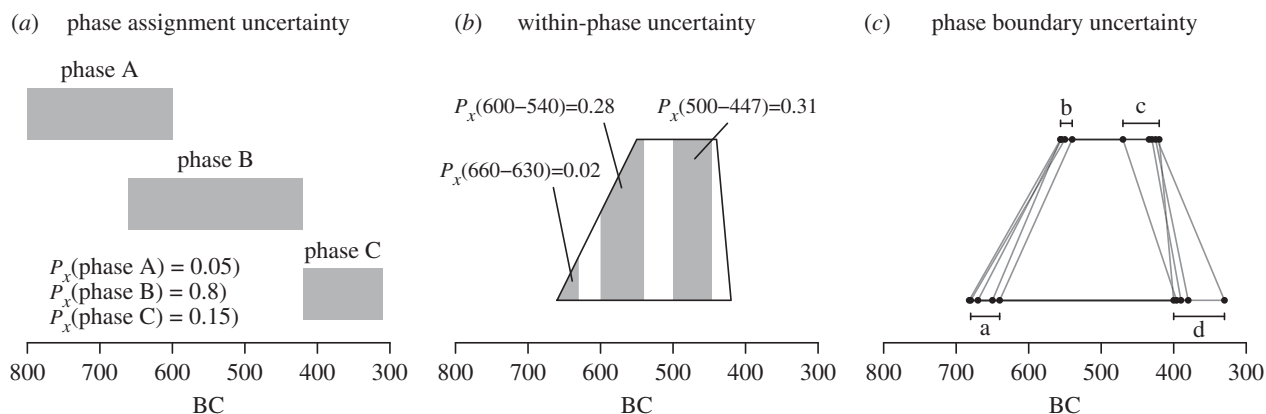 (a) phase assignment uncertainty
phase A
phase B
phase C
Px(phase A) = 0.05)
Px(phase B) = 0.8)
Px(phase C) = 0.15)
800 700 600 500 400 300
BC
(b) within-phase uncertainty
Px(600–540)=0.28
Px(500–447)=0.31
Px(660–630)=0.02
800 700 600 500 400 300
BC
(c) phase boundary uncertainty
b c
a d
800 700 600 500 400 300
BC